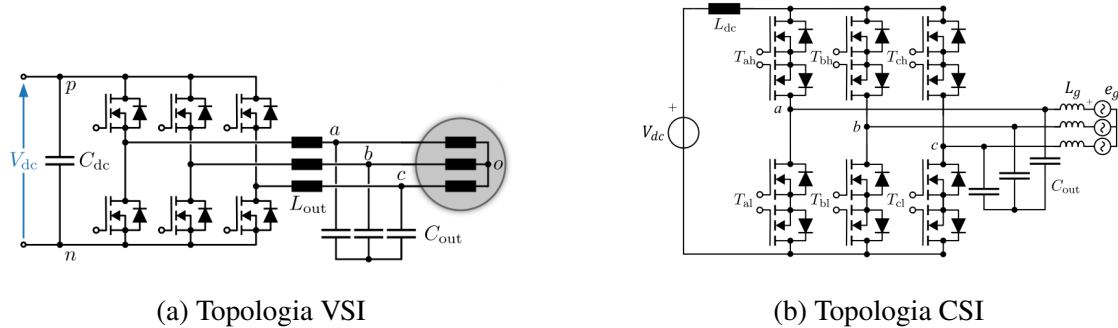 p
V_dc
C_dc
n
L_out
a
b
c
o
C_out
(a) Topologia VSI
L_dc
T_ah
T_bh
T_ch
a
b
c
L_g
+
e_g
+
V_dc
T_al
T_bl
T_cl
C_out
(b) Topologia CSI